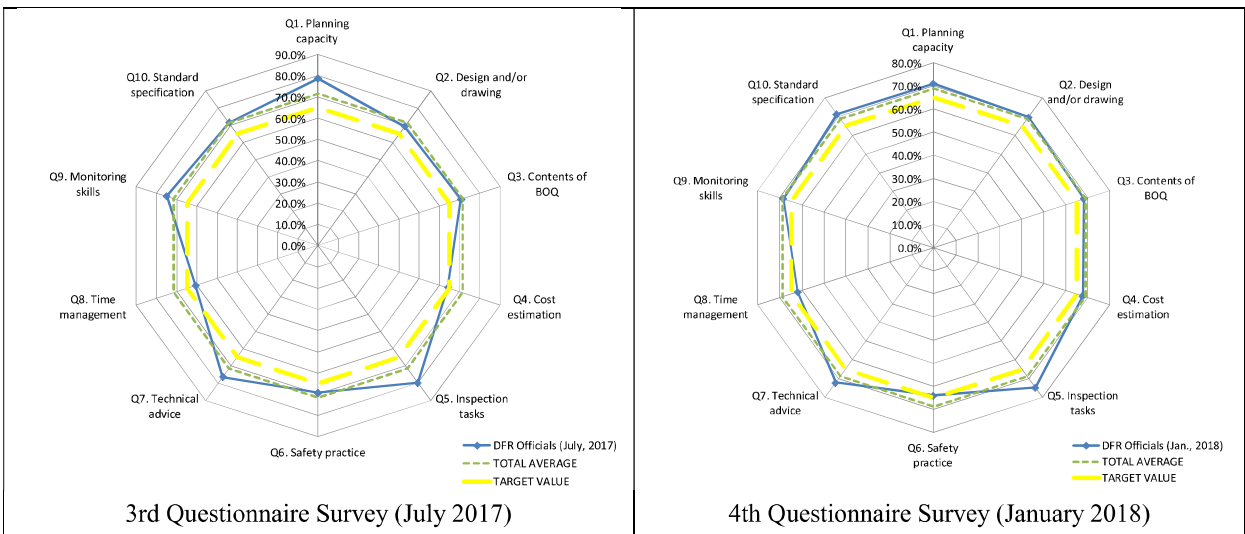 Q1. Planning
capacity
90.0%
80.0%
70.0%
60.0%
50.0%
40.0%
30.0%
20.0%
10.0%
0.0%
Q2. Design and/or
drawing
Q3. Contents of
BOQ
Q4. Cost
estimation
Q5. Inspection
tasks
Q6. Safety practice
Q7. Technical
advice
Q8. Time
management
Q9. Monitoring
skills
Q10. Standard
specification
DFR Officials (July, 2017)
TOTAL AVERAGE
TARGET VALUE
3rd Questionnaire Survey (July 2017)
Q1. Planning
capacity
80.0%
70.0%
60.0%
50.0%
40.0%
30.0%
20.0%
10.0%
0.0%
Q2. Design
and/or drawing
Q3. Contents of
BOQ
Q4. Cost
estimation
Q5. Inspection
tasks
Q6. Safety
practice
Q7. Technical
advice
Q8. Time
management
Q9. Monitoring
skills
Q10. Standard
specification
DFR Officials (Jan., 2018)
TOTAL AVERAGE
TARGET VALUE
4th Questionnaire Survey (January 2018)